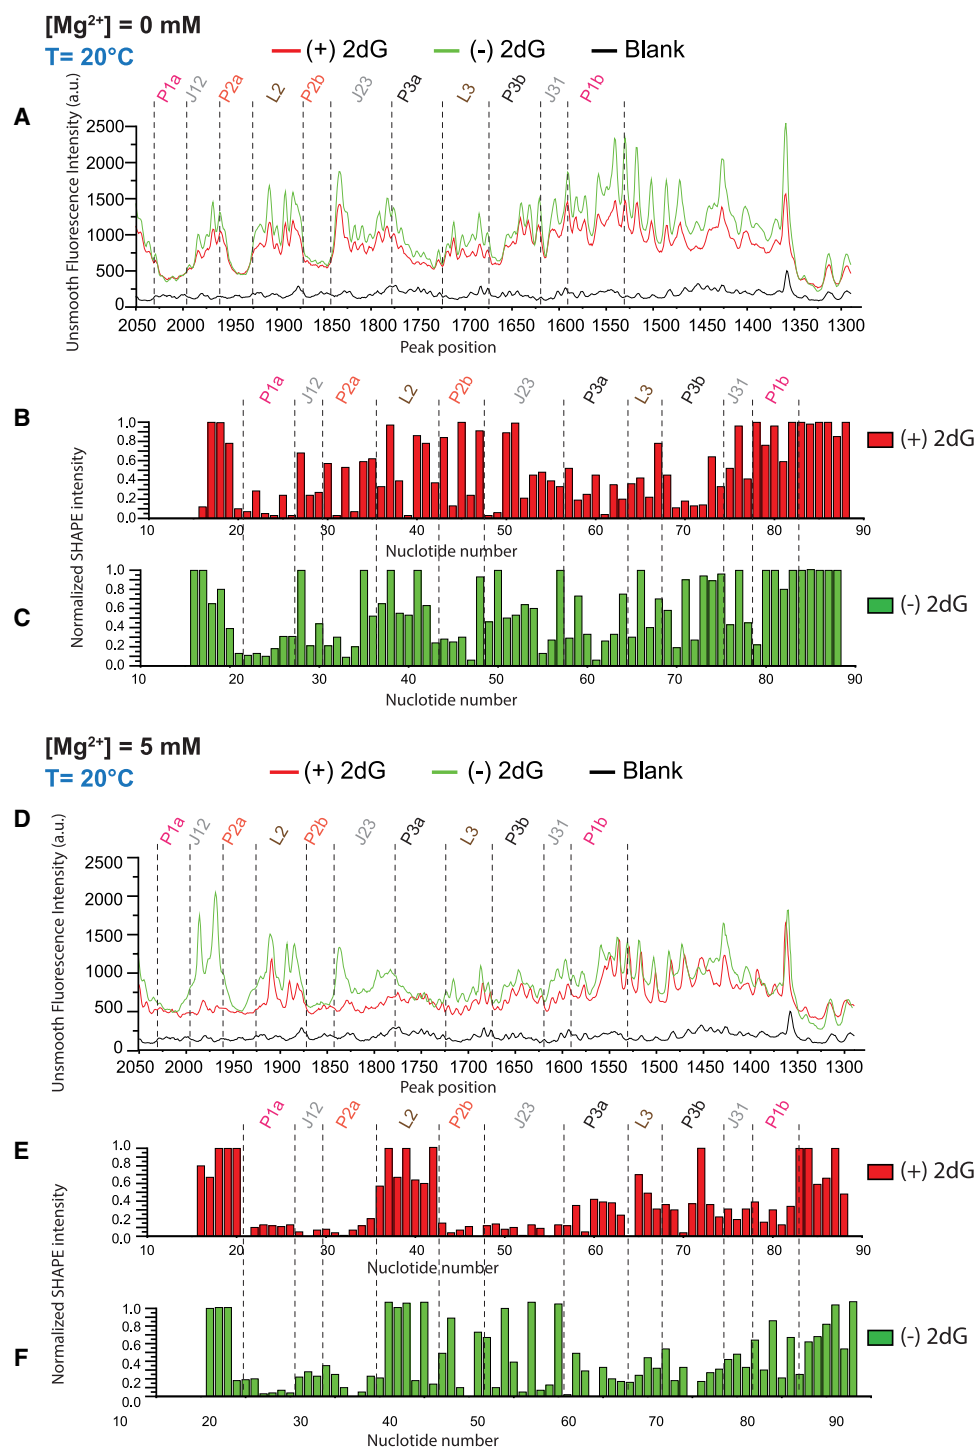 [Mg²⁺] = 0 mM
T= 20°C
(+) 2dG (-) 2dG Blank
A
P1a J12 P2a L2 P2b J23 P3a L3 P3b J31 P1b
Unsmooth Fluorescence Intensity (a.u.)
2500
2000
1500
1000
500
0
2050 2000 1950 1900 1850 1800 1750 1700 1650 1600 1550 1500 1450 1400 1350 1300
Peak position
P1a J12 P2a L2 P2b J23 P3a L3 P3b J31 P1b
B
Normalized SHAPE intensity
1.0
0.8
0.6
0.4
0.2
0.0
(+) 2dG
10 20 30 40 50 60 70 80 90
Nuclotide number
C
1.0
0.8
0.6
0.4
0.2
0.0
(-) 2dG
10 20 30 40 50 60 70 80 90
Nuclotide number
[Mg²⁺] = 5 mM
T= 20°C
(+) 2dG (-) 2dG Blank
D
P1a J12 P2a L2 P2b J23 P3a L3 P3b J31 P1b
Unsmooth Fluorescence Intensity (a.u.)
2500
2000
1500
1000
500
0
2050 2000 1950 1900 1850 1800 1750 1700 1650 1600 1550 1500 1450 1400 1350 1300
Peak position
P1a J12 P2a L2 P2b J23 P3a L3 P3b J31 P1b
E
Normalized SHAPE intensity
1.0
0.8
0.6
0.4
0.2
0.0
(+) 2dG
10 20 30 40 50 60 70 80 90
Nuclotide number
F
1.0
0.8
0.6
0.4
0.2
0.0
(-) 2dG
10 20 30 40 50 60 70 80 90
Nuclotide number